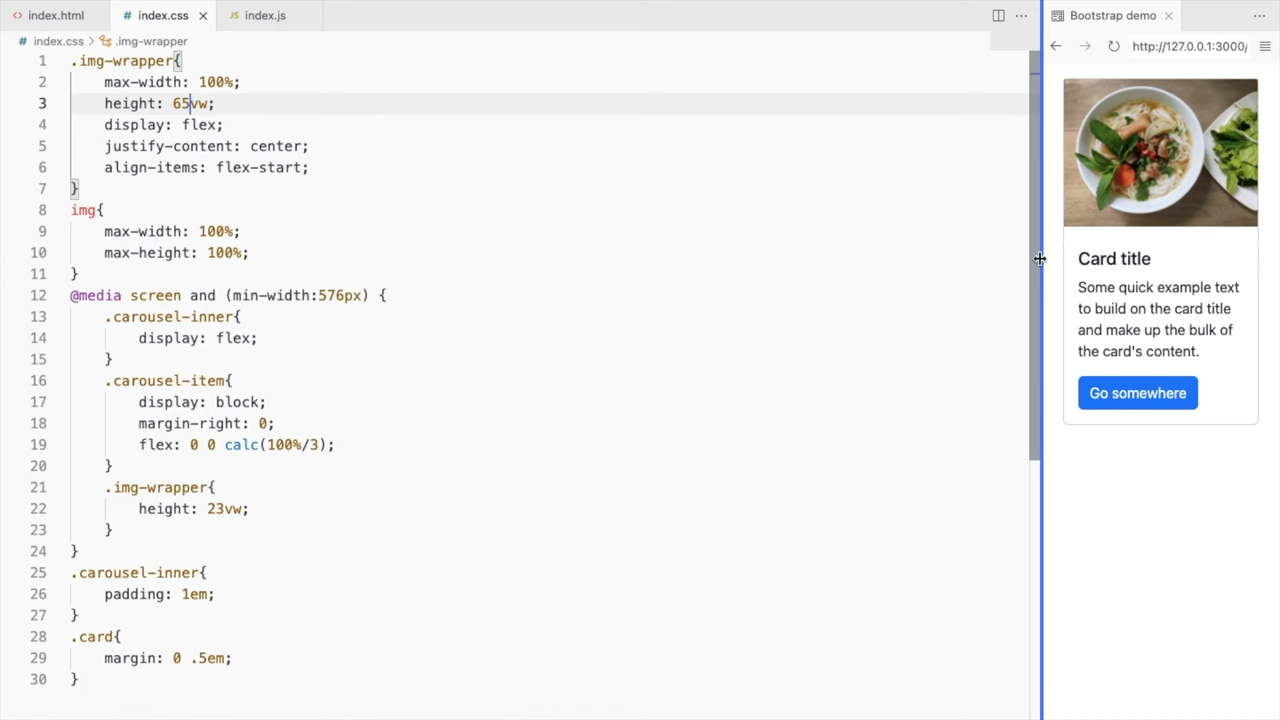 index.html
index.css
index.js
Bootstrap demo
index.css > .img-wrapper
http://127.0.0.1:3000/
1 .img-wrapper{
2 max-width: 100%;
3 height: 65vw;
4 display: flex;
5 justify-content: center;
6 align-items: flex-start;
7 }
8 img{
9 max-width: 100%;
10 max-height: 100%;
11 }
12 @media screen and (min-width:576px) {
13 .carousel-inner{
14 display: flex;
15 }
16 .carousel-item{
17 display: block;
18 margin-right: 0;
19 flex: 0 0 calc(100%/3);
20 }
21 .img-wrapper{
22 height: 23vw;
23 }
24 }
25 .carousel-inner{
26 padding: 1em;
27 }
28 .card{
29 margin: 0 .5em;
30 }
Card title
Some quick example text
to build on the card title
and make up the bulk of
the card's content.
Go somewhere